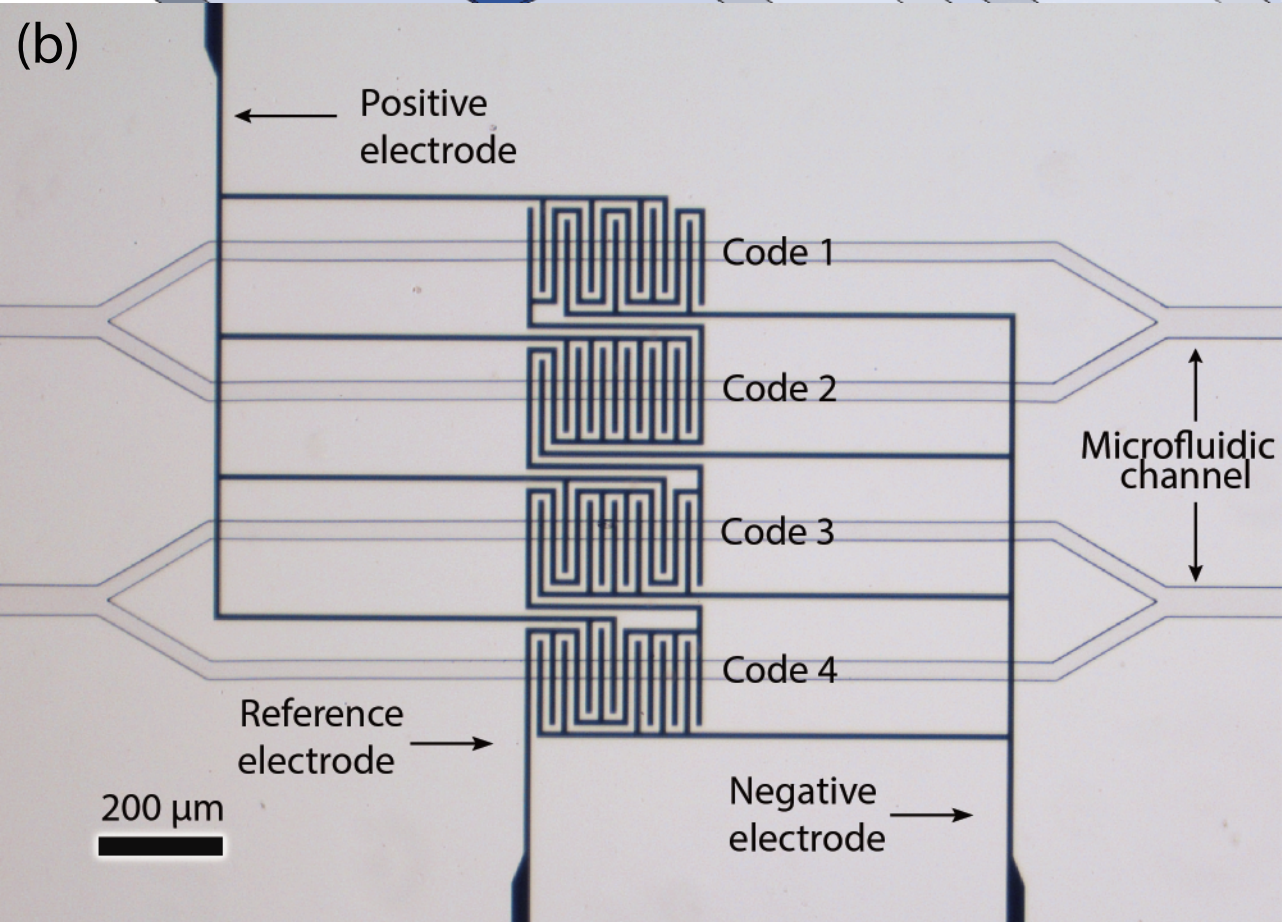 (b)
Positive
electrode
Code 1
Code 2
Microfluidic
channel
Code 3
Code 4
Reference
electrode
Negative
electrode
200 μm